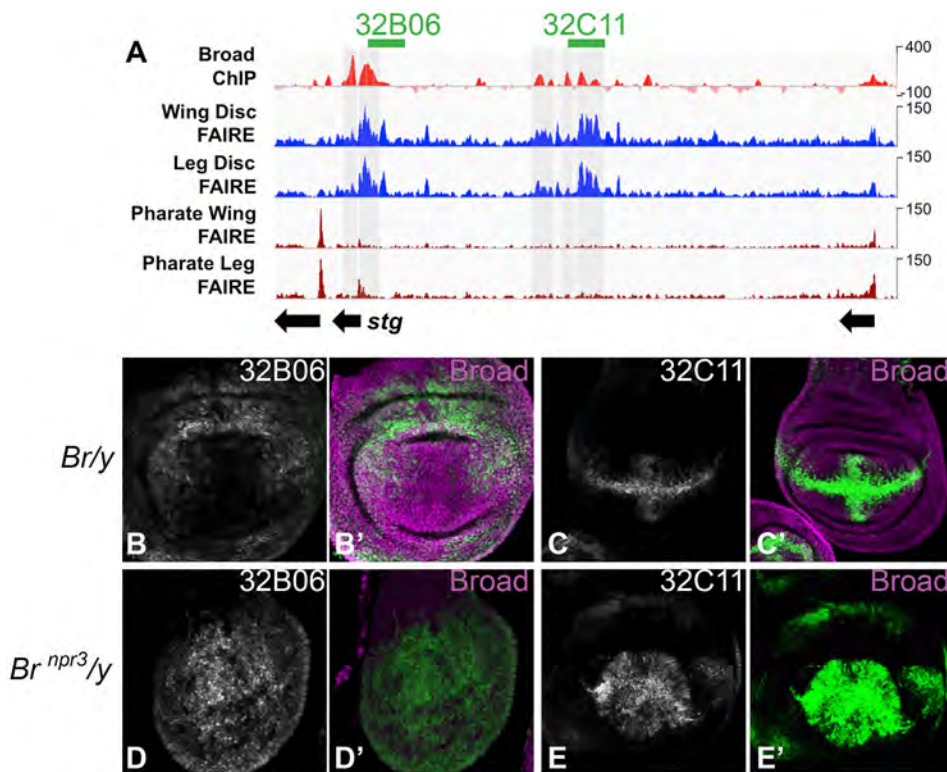 32B06 32C11
A
Broad
ChIP
400
-100
Wing Disc
FAIRE
150
Leg Disc
FAIRE
150
Pharate Wing
FAIRE
150
Pharate Leg
FAIRE
150
stg
Br/y
32B06
B
Broad
B'
32C11
C
Broad
C'
Br npr3/y
32B06
D
Broad
D'
32C11
E
Broad
E'